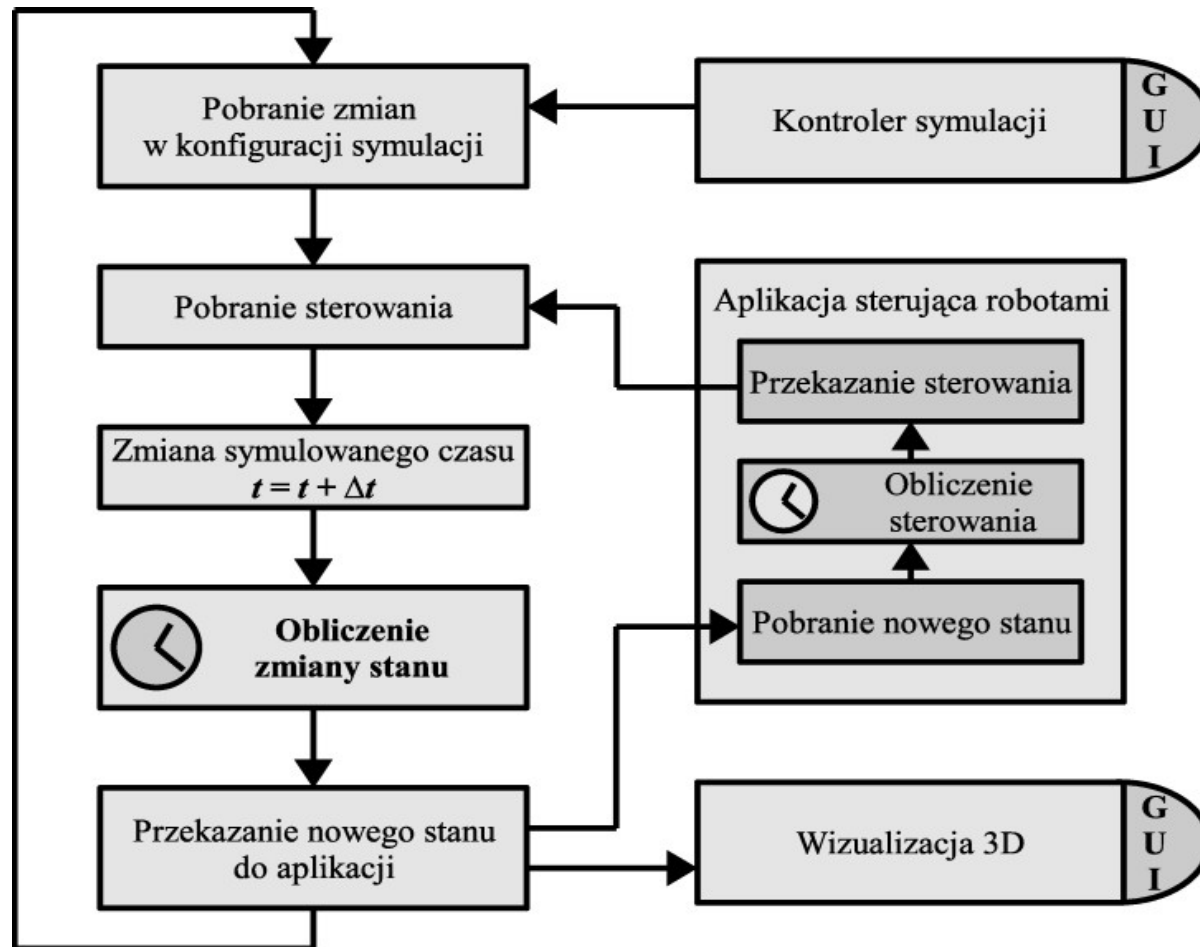 Pobranie zmian
w konfiguracji symulacji
Kontroler symulacji
G
U
I
Pobranie sterowania
Aplikacja sterująca robotami
Przekazanie sterowania
Obliczenie
sterowania
Pobranie nowego stanu
Zmiana symulowanego czasu
t = t + Δt
Obliczenie
zmiany stanu
Przekazanie nowego stanu
do aplikacji
Wizualizacja 3D
G
U
I